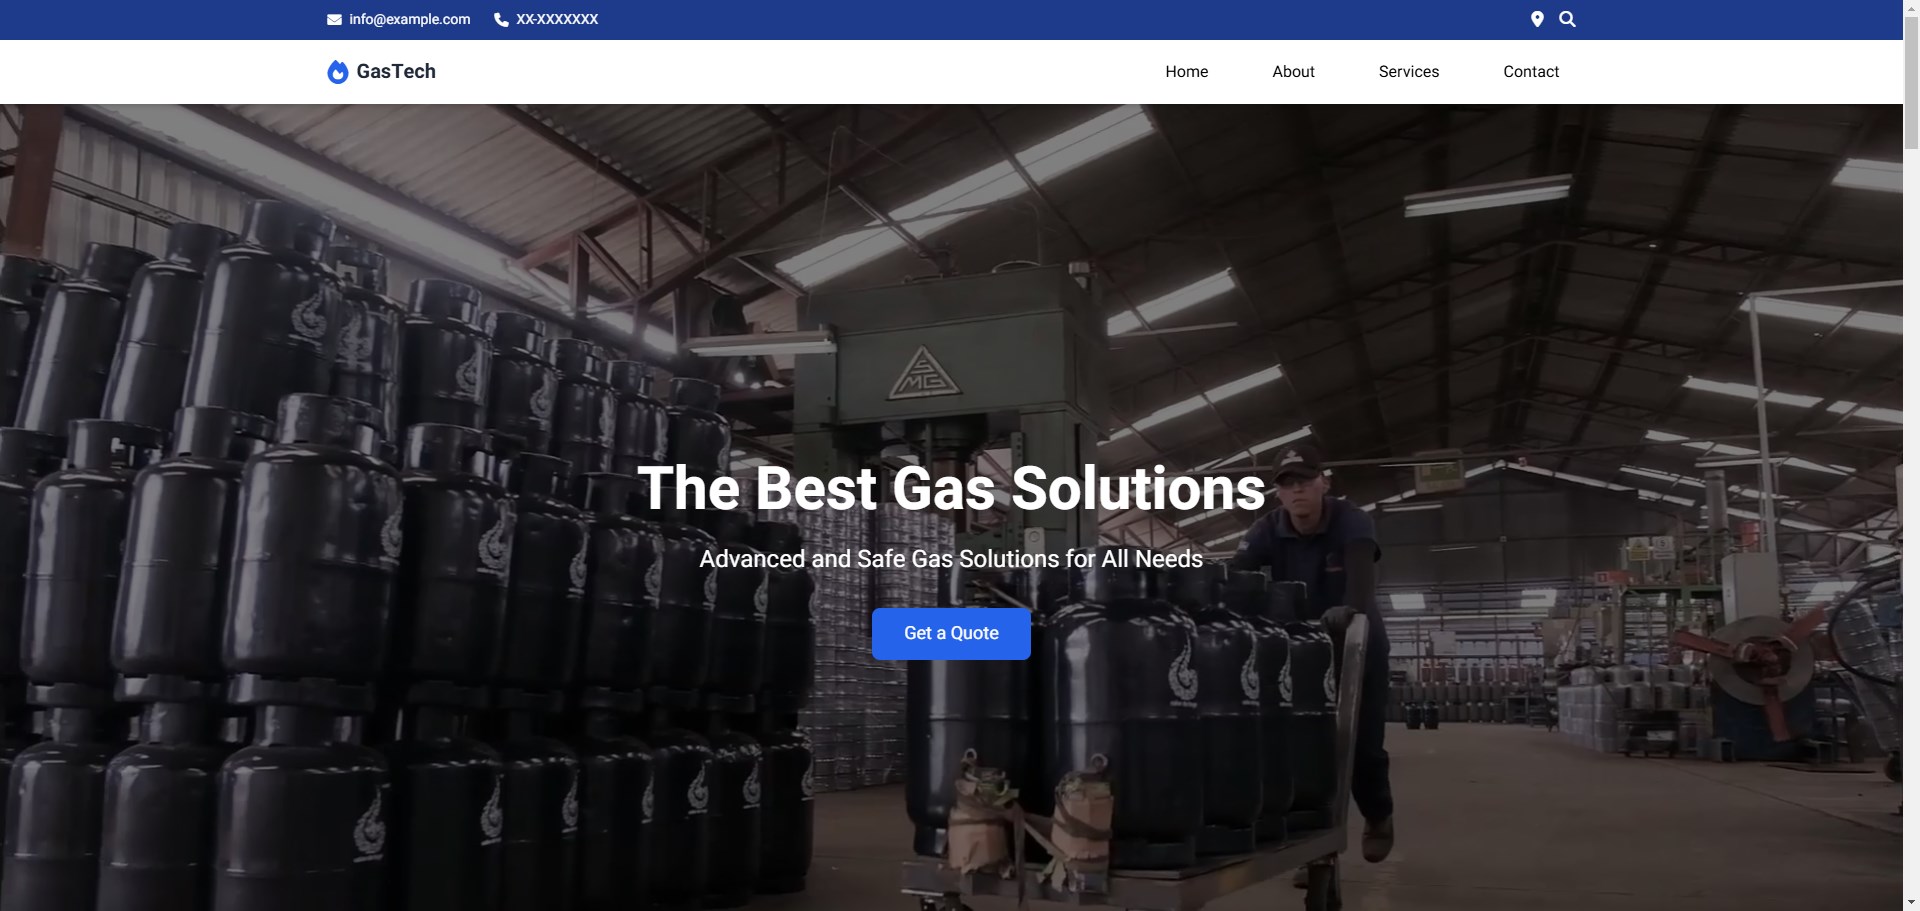 info@example.com XX-XXXXXXX
GasTech Home About Services Contact
SMG
The Best Gas Solutions
Advanced and Safe Gas Solutions for All Needs
Get a Quote